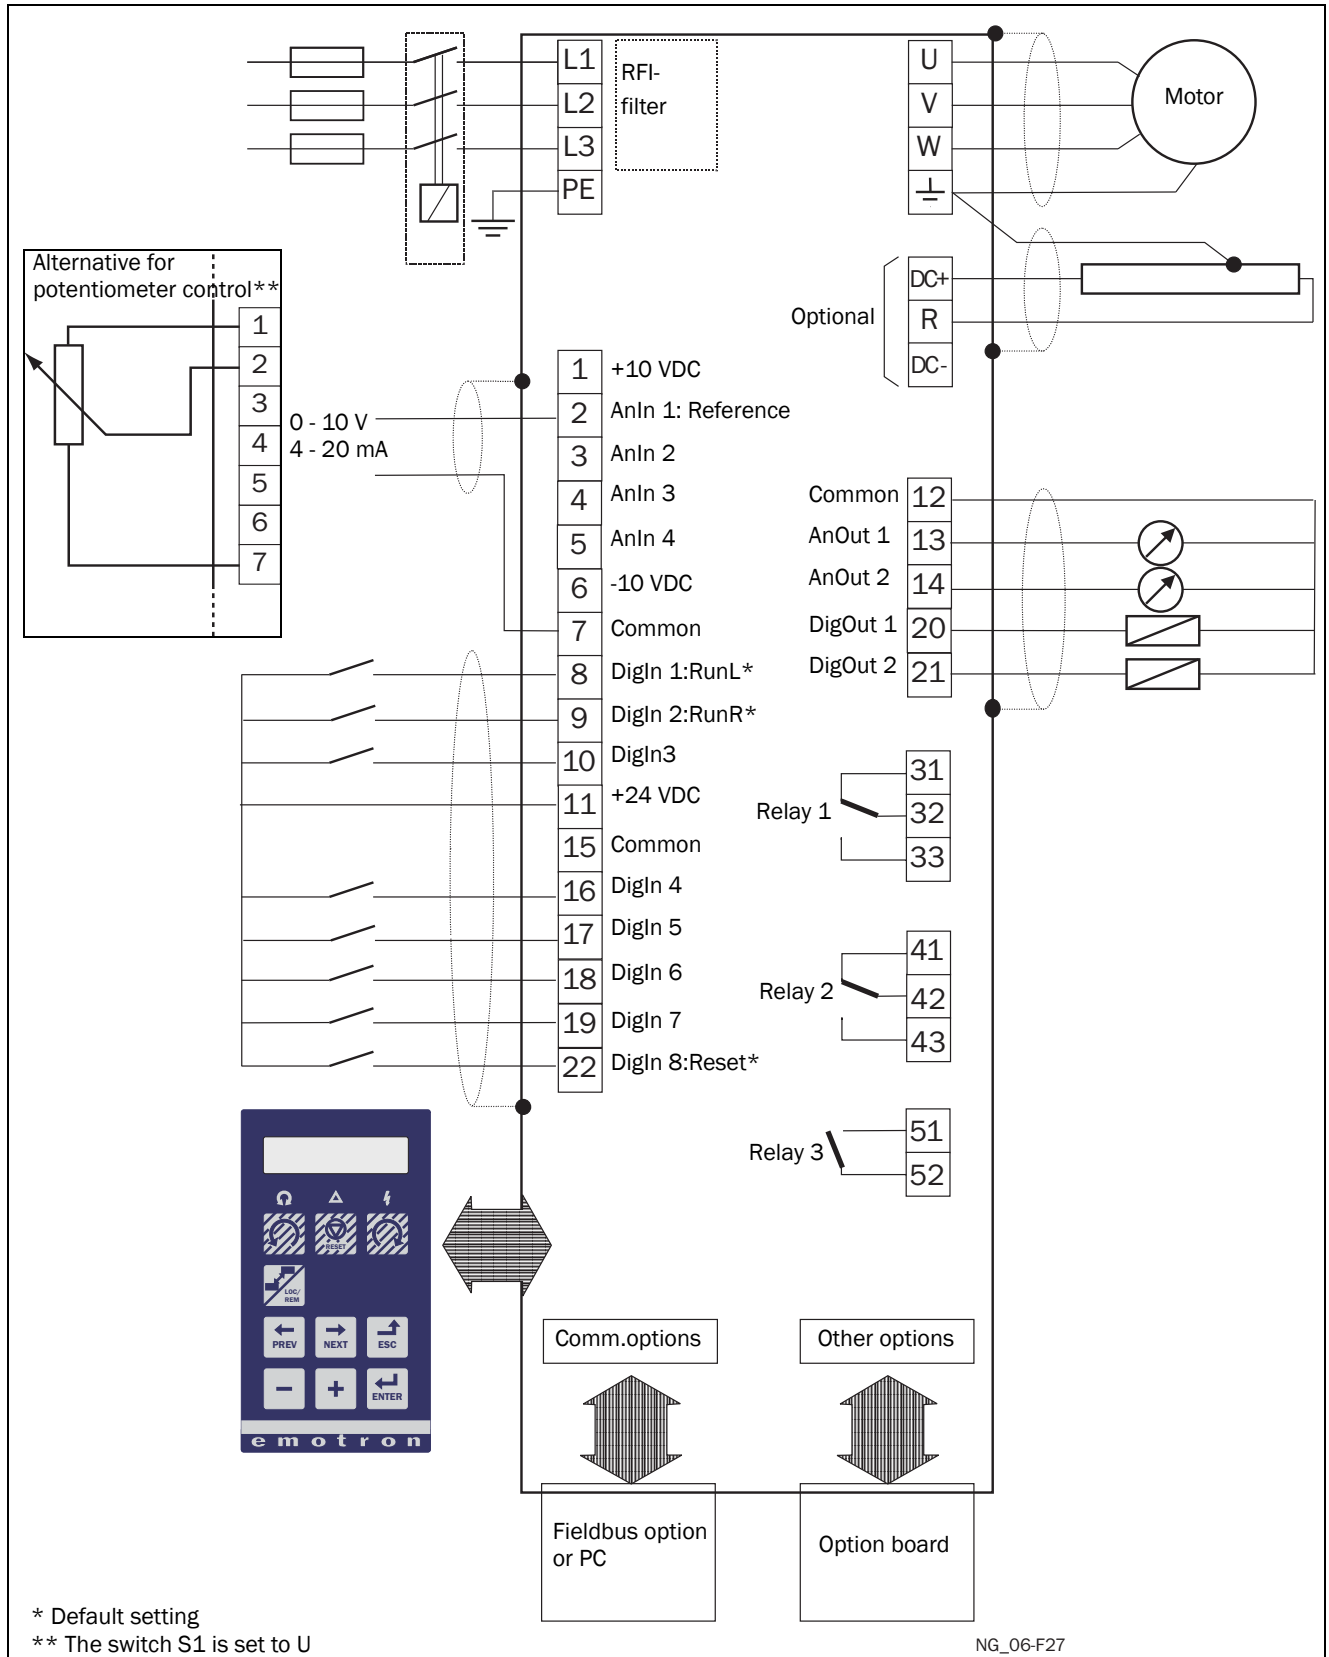 L1
L2
L3
PE
RFI-
filter
U
V
W
Motor
Alternative for
potentiometer control**
1
2
3
4
5
6
7
0 - 10 V
4 - 20 mA
Optional
DC+
R
DC-
1 +10 VDC
2 AnIn 1: Reference
3 AnIn 2
4 AnIn 3
5 AnIn 4
6 -10 VDC
7 Common
8 DigIn 1:RunL*
9 DigIn 2:RunR*
10 DigIn3
11 +24 VDC
15 Common
16 DigIn 4
17 DigIn 5
18 DigIn 6
19 DigIn 7
22 DigIn 8:Reset*
Common 12
AnOut 1 13
AnOut 2 14
DigOut 1 20
DigOut 2 21
Relay 1
31
32
33
Relay 2
41
42
43
Relay 3
51
52
RESET
LOC/
REM
PREV
NEXT
ESC
ENTER
emotron
Comm.options
Other options
Fieldbus option
or PC
Option board
* Default setting
** The switch S1 is set to U
NG_06-F27